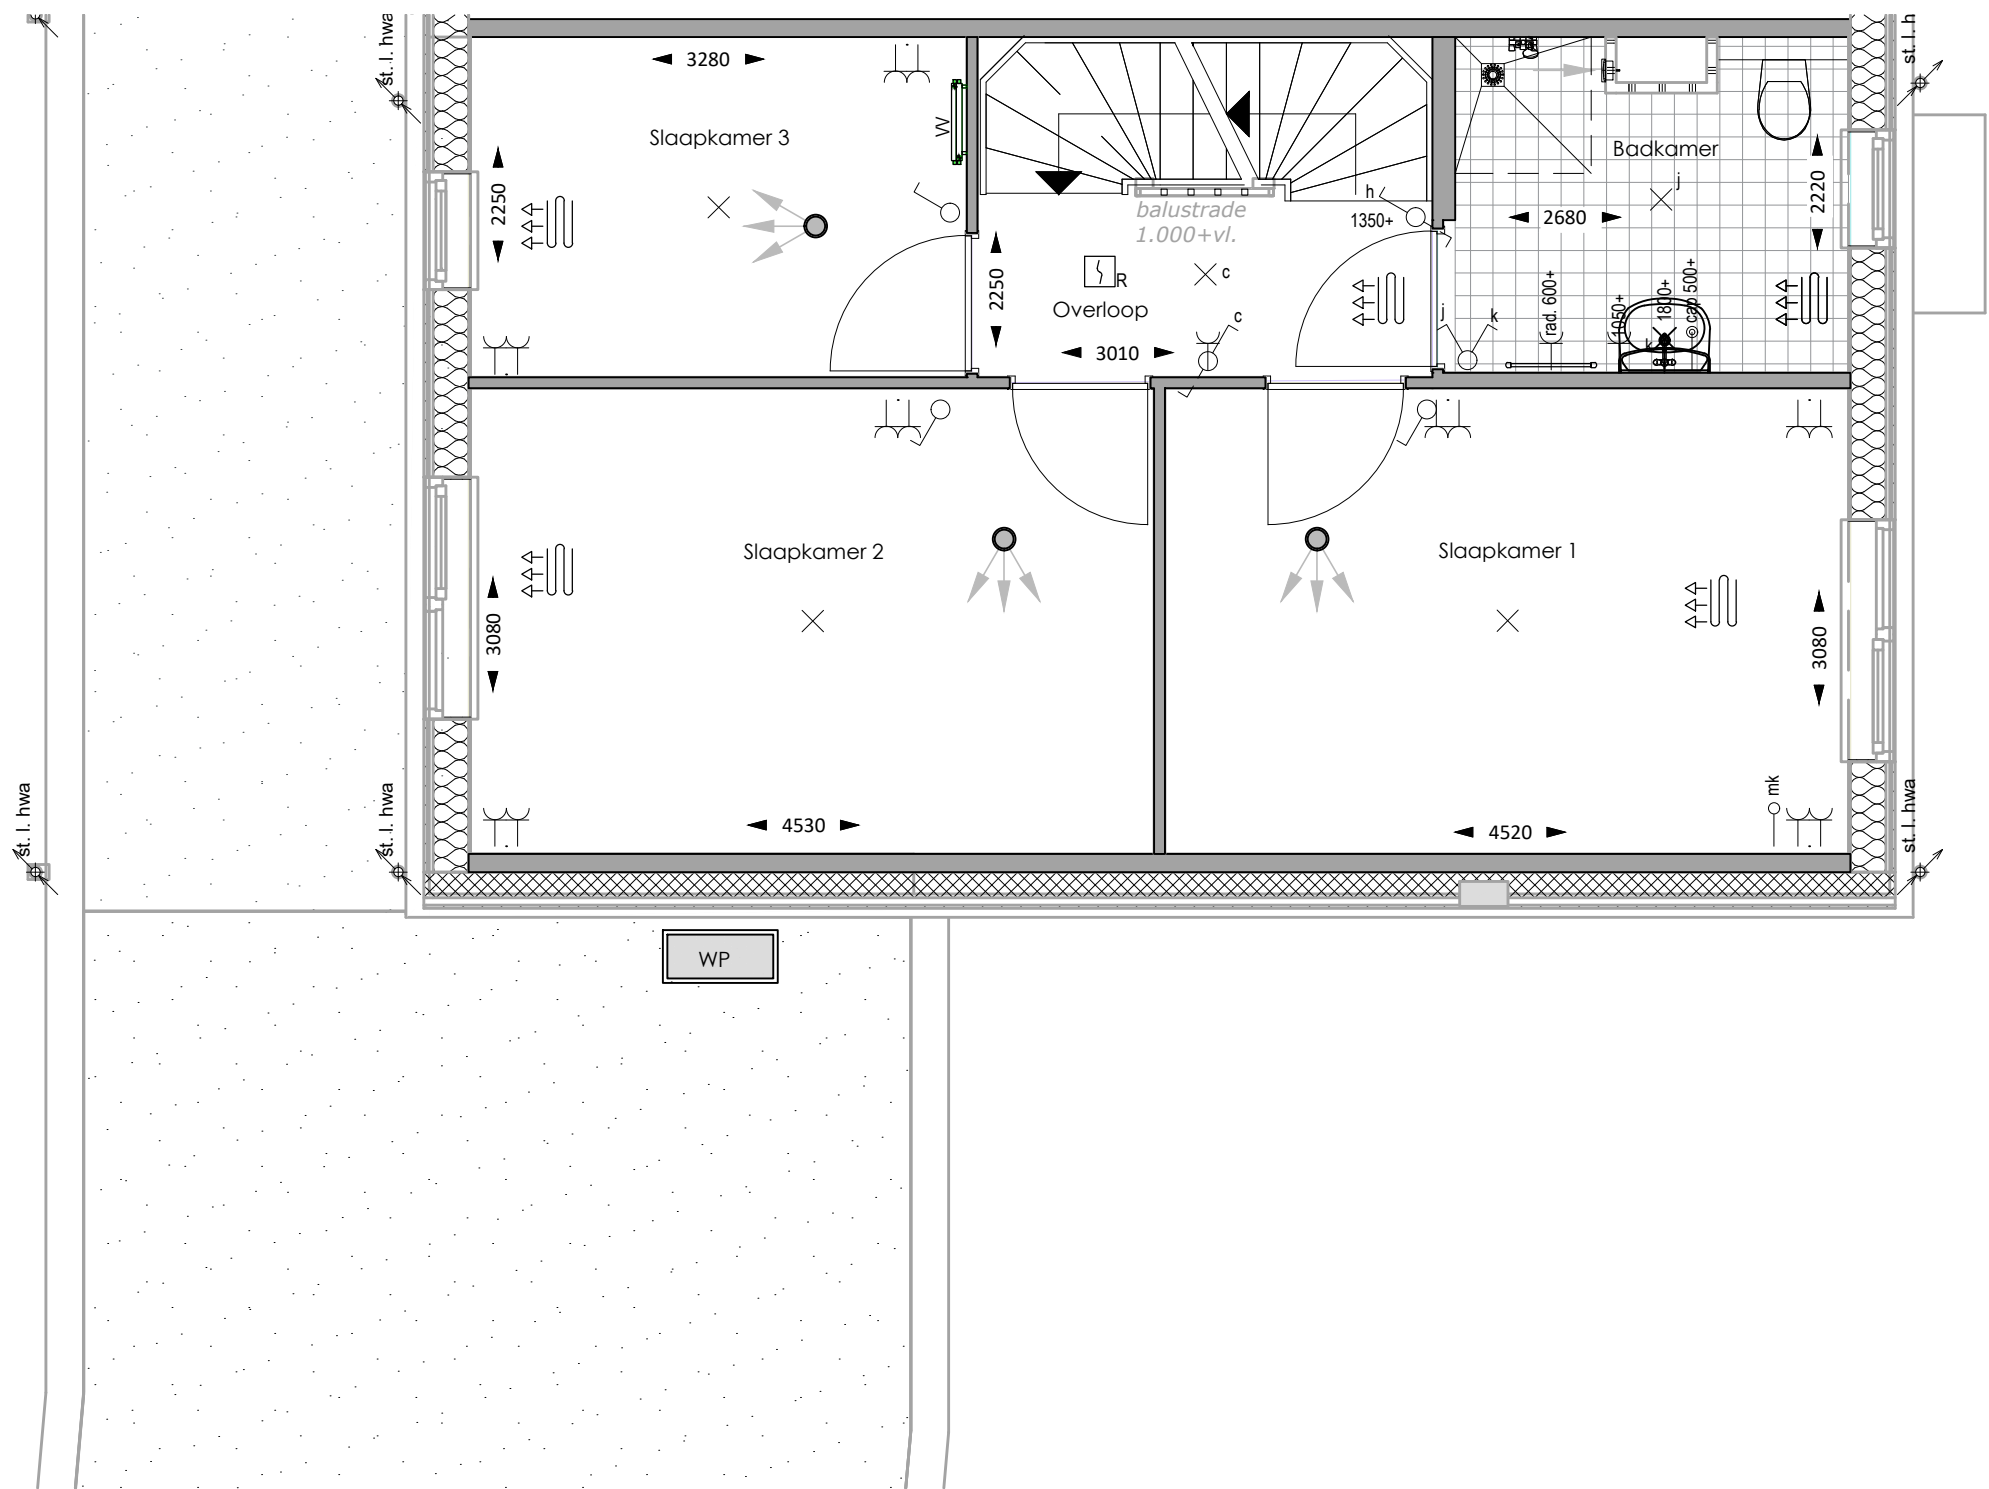 st. l. hwa
3280
st. l. h
W
Slaapkamer 3
Badkamer
j
2250
2220
h
1350+
2680
balustrade
1.000+vl.
R
c
2250
Overloop
c
3010
j
k
rad. 600+
1050+
1800+
cap 500+
k
Slaapkamer 2
Slaapkamer 1
3080
3080
mk
4530
4520
st. l. hwa
st. l. hwa
st. l. hwa
WP